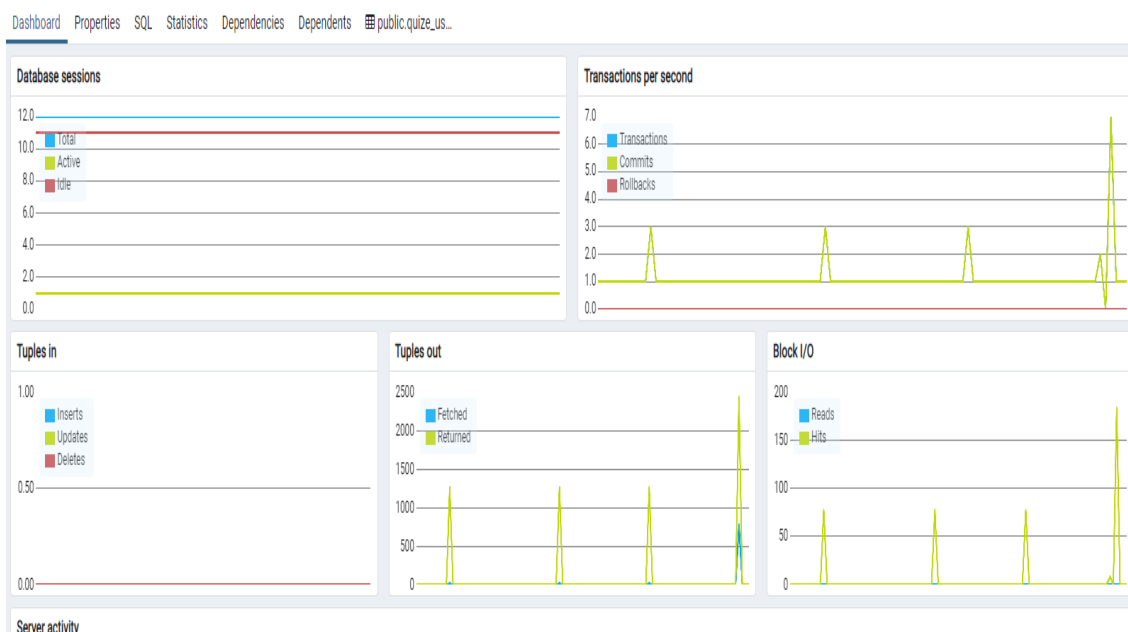 Dashboard Properties SQL Statistics Dependencies Dependents public.quize_us...
Database sessions
12.0
10.0
8.0
6.0
4.0
2.0
0.0
Total
Active
Idle
Transactions per second
7.0
6.0
5.0
4.0
3.0
2.0
1.0
0.0
Transactions
Commits
Rollbacks
Tuples in
1.00
0.50
0.00
Inserts
Updates
Deletes
Tuples out
2500
2000
1500
1000
500
0
Fetched
Returned
Block I/O
200
150
100
50
0
Reads
Hits
Server activity